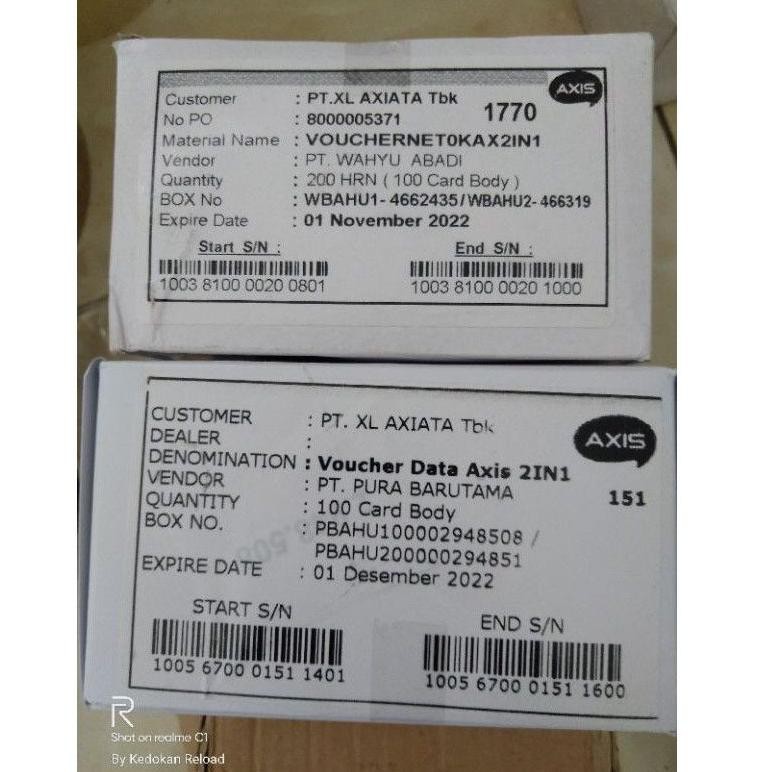 AXIS
Customer : PT.XL AXIATA Tbk
1770
No PO : 8000005371
Material Name : VOUCHERNET0KAX2IN1
Vendor : PT. WAHYU ABADI
Quantity : 200 HRN ( 100 Card Body )
BOX No : WBAHU1- 4662435/WBAHU2- 466319
Expire Date : 01 November 2022
Start S/N : End S/N :
1003 8100 0020 0801 1003 8100 0020 1000
CUSTOMER : PT. XL AXIATA Tbk
AXIS
DEALER :
DENOMINATION : Voucher Data Axis 2IN1
VENDOR : PT. PURA BARUTAMA
151
QUANTITY : 100 Card Body
BOX NO. : PBAHU100002948508 /
PBAHU200000294851
EXPIRE DATE : 01 Desember 2022
START S/N END S/N
1005 6700 0151 1401 1005 6700 0151 1600
R
Shot on realme C1
By Kedokan Reload